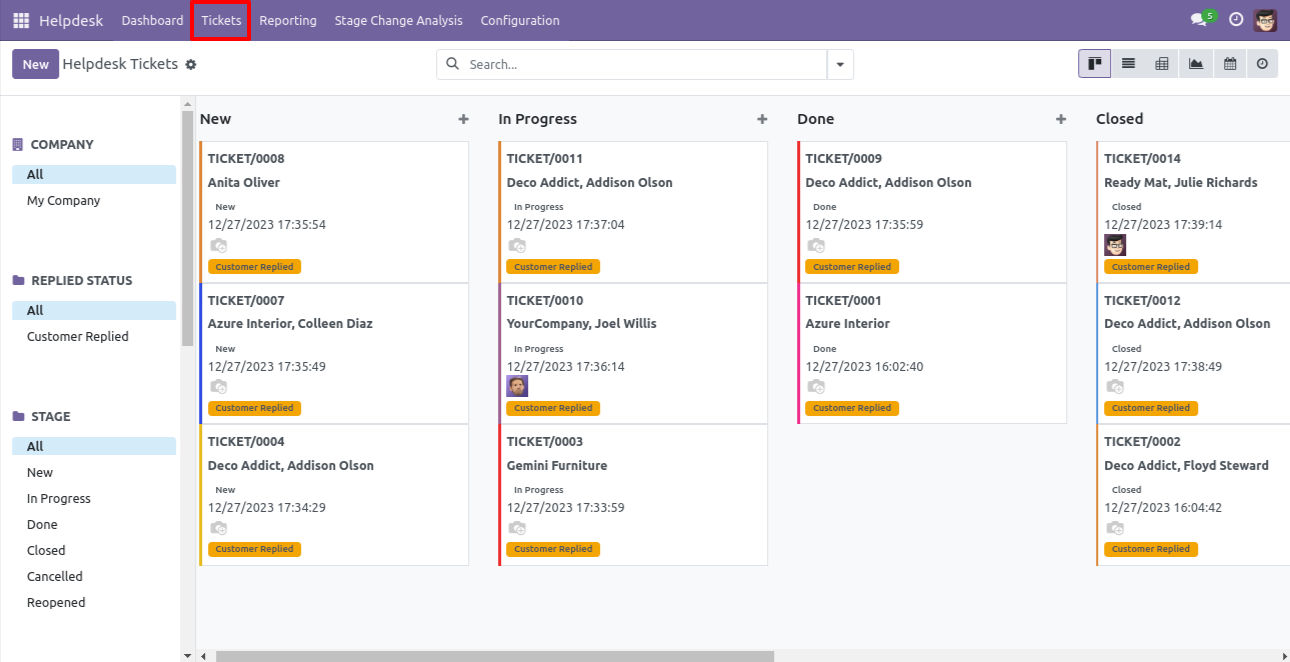 Helpdesk Dashboard Tickets Reporting Stage Change Analysis Configuration 5
New Helpdesk Tickets Search...
COMPANY
All
My Company
REPLIED STATUS
All
Customer Replied
STAGE
All
New
In Progress
Done
Closed
Cancelled
Reopened
New
TICKET/0008
Anita Oliver
New
12/27/2023 17:35:54
Customer Replied
TICKET/0007
Azure Interior, Colleen Diaz
New
12/27/2023 17:35:49
Customer Replied
TICKET/0004
Deco Addict, Addison Olson
New
12/27/2023 17:34:29
Customer Replied
In Progress
TICKET/0011
Deco Addict, Addison Olson
In Progress
12/27/2023 17:37:04
Customer Replied
TICKET/0010
YourCompany, Joel Willis
In Progress
12/27/2023 17:36:14
Customer Replied
TICKET/0003
Gemini Furniture
In Progress
12/27/2023 17:33:59
Customer Replied
Done
TICKET/0009
Deco Addict, Addison Olson
Done
12/27/2023 17:35:59
Customer Replied
TICKET/0001
Azure Interior
Done
12/27/2023 16:02:40
Customer Replied
Closed
TICKET/0014
Ready Mat, Julie Richards
Closed
12/27/2023 17:39:14
Customer Replied
TICKET/0012
Deco Addict, Addison Olson
Closed
12/27/2023 17:38:49
Customer Replied
TICKET/0002
Deco Addict, Floyd Steward
Closed
12/27/2023 16:04:42
Customer Replied